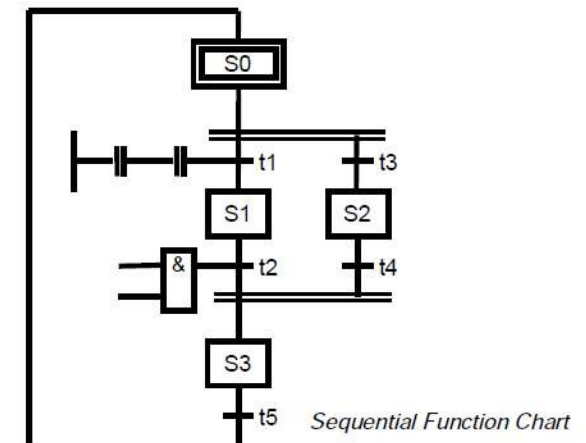 S0
t1
t3
S1
S2
&
t2
t4
S3
t5
Sequential Function Chart